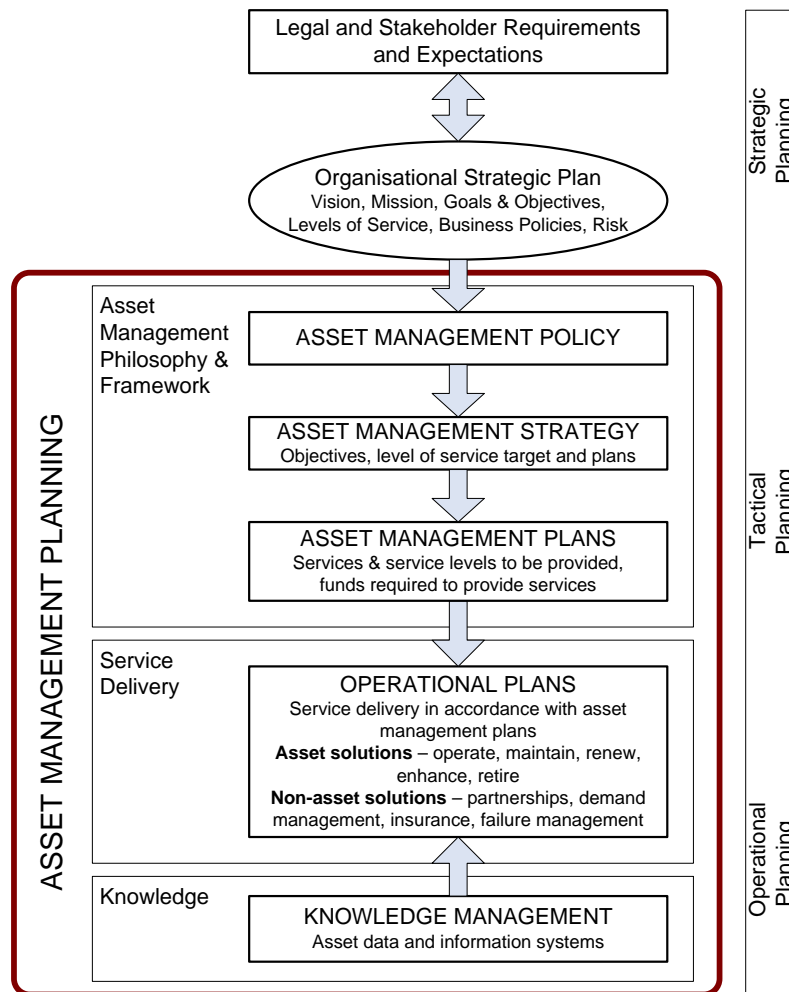 Legal and Stakeholder Requirements
and Expectations
Organisational Strategic Plan
Vision, Mission, Goals & Objectives,
Levels of Service, Business Policies, Risk
Asset
Management
Philosophy &
Framework
ASSET MANAGEMENT POLICY
ASSET MANAGEMENT STRATEGY
Objectives, level of service target and plans
ASSET MANAGEMENT PLANS
Services & service levels to be provided,
funds required to provide services
Service
Delivery
OPERATIONAL PLANS
Service delivery in accordance with asset
management plans
Asset solutions – operate, maintain, renew,
enhance, retire
Non-asset solutions – partnerships, demand
management, insurance, failure management
Knowledge
KNOWLEDGE MANAGEMENT
Asset data and information systems
ASSET MANAGEMENT PLANNING
Strategic
Planning
Tactical
Planning
Operational
Planning